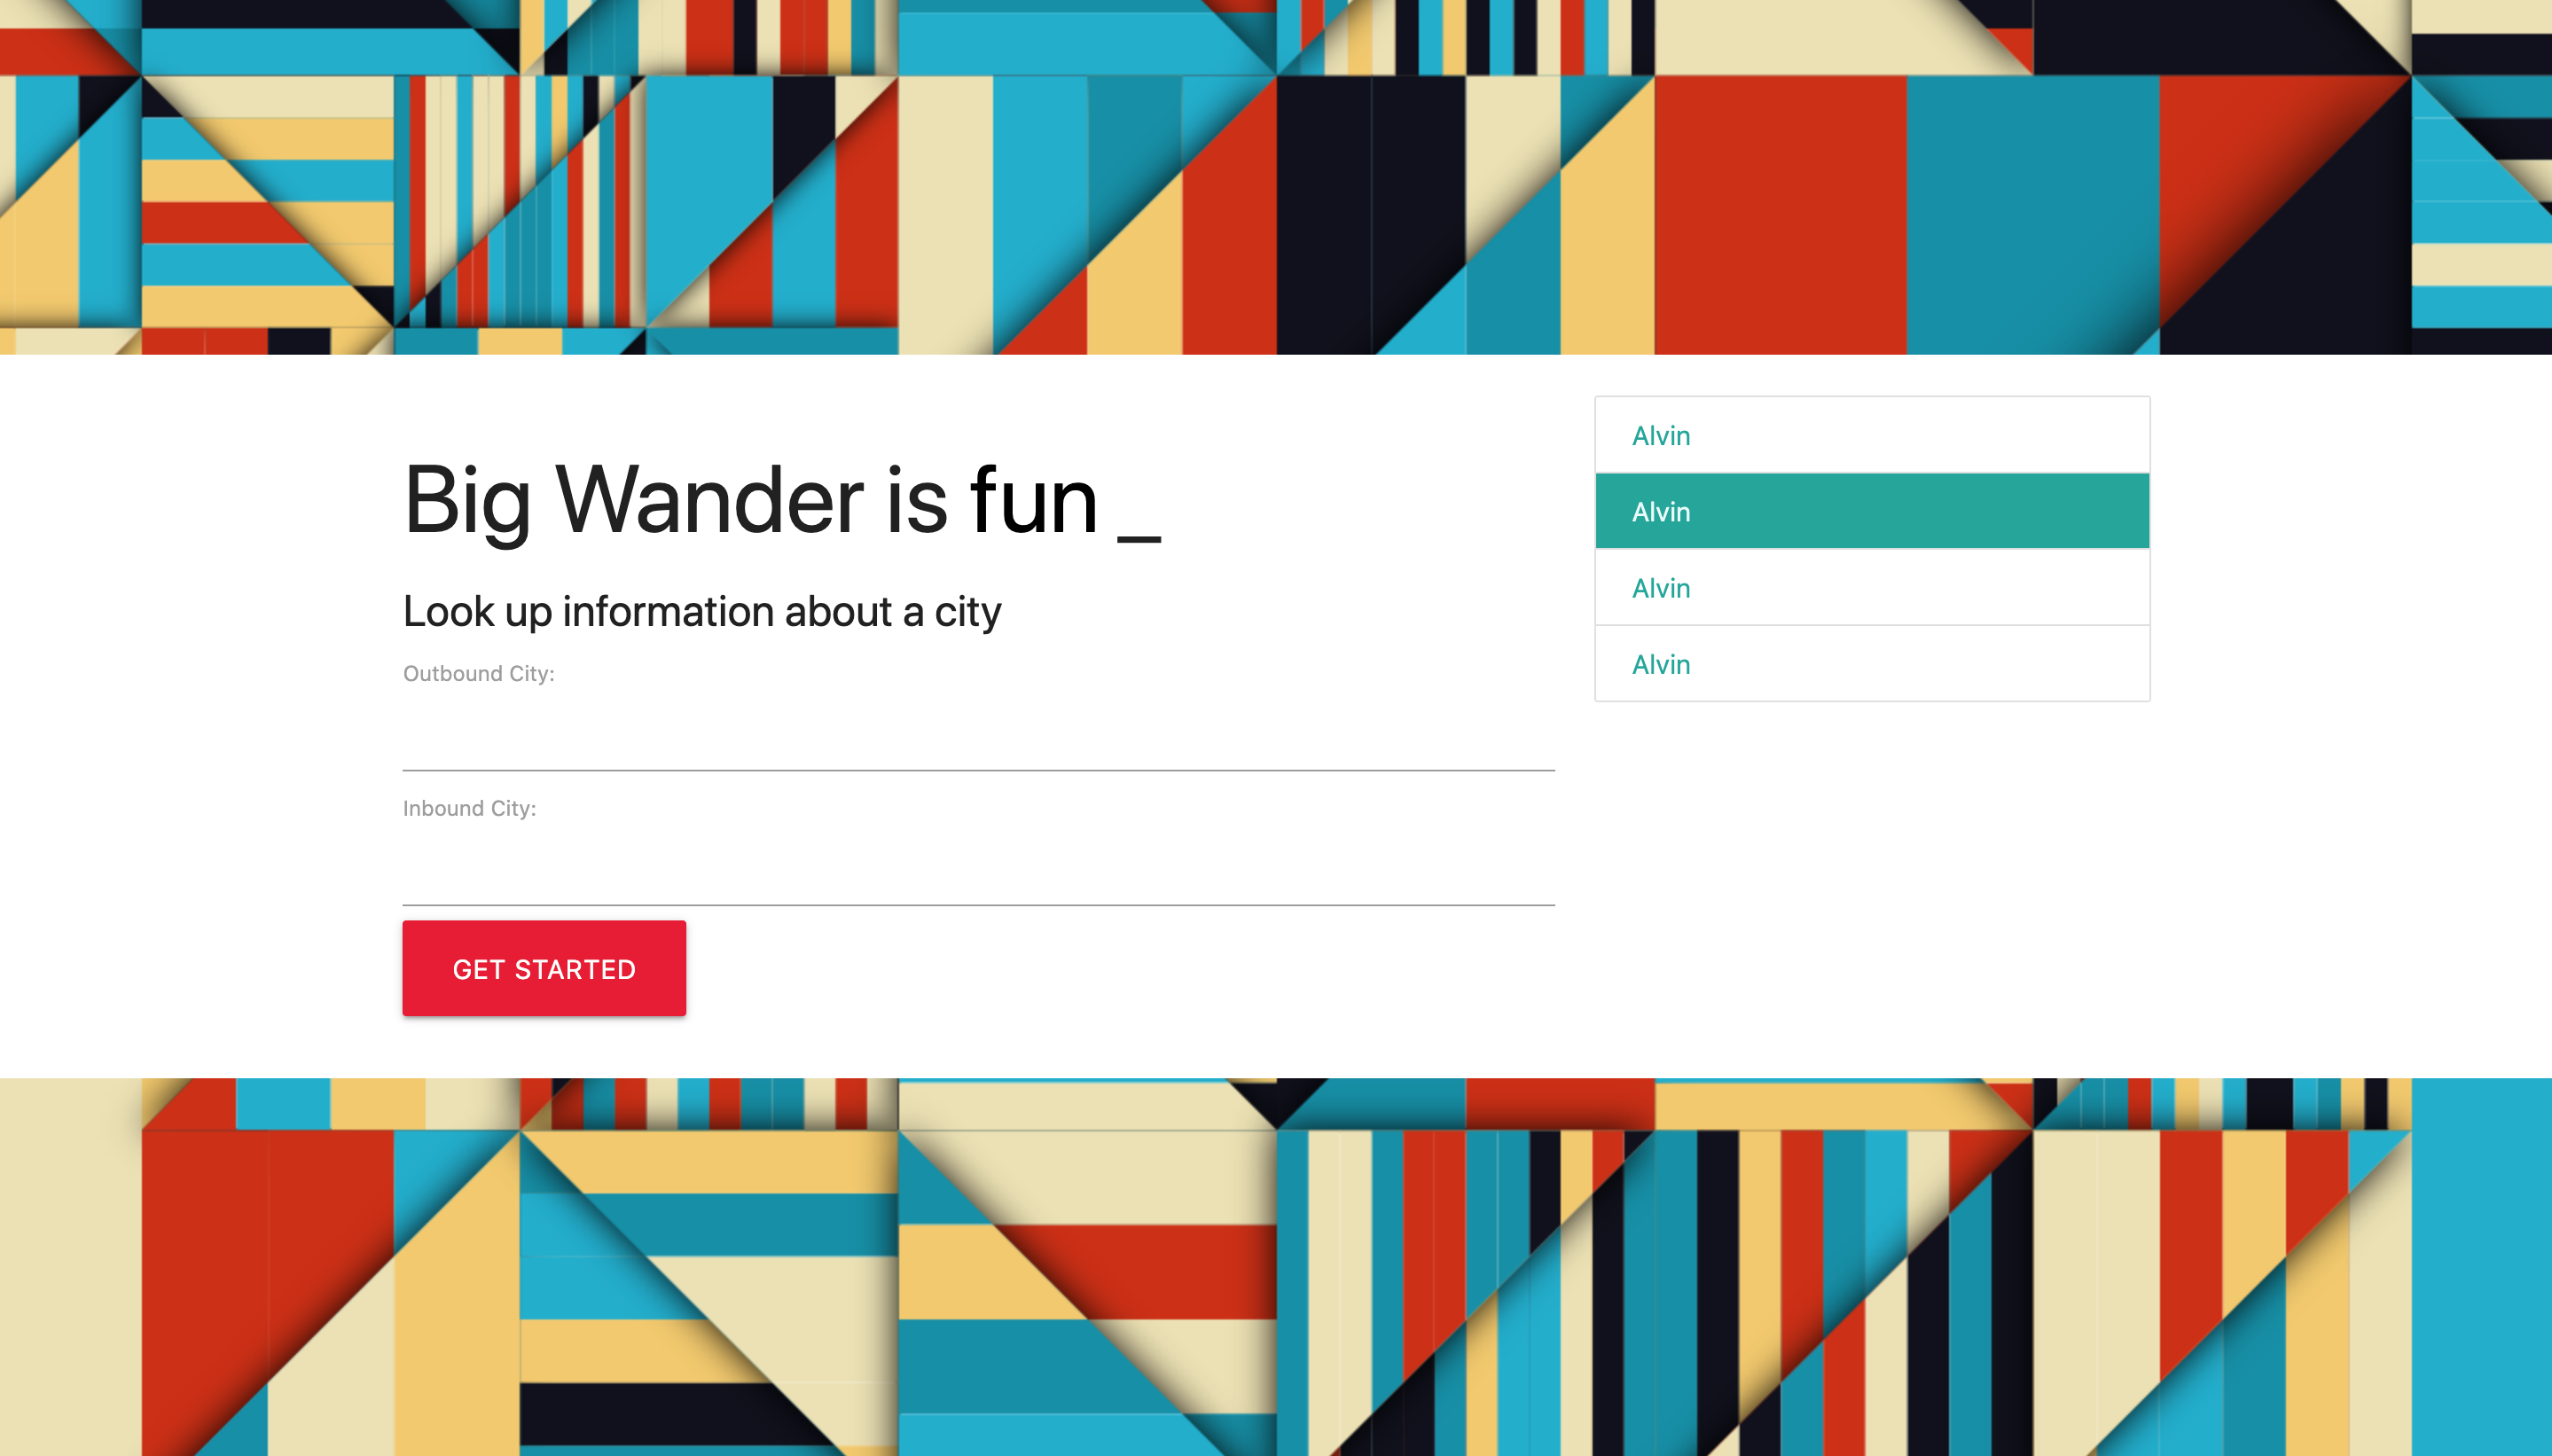 Big Wander is fun _
Look up information about a city
Outbound City:
Inbound City:
GET STARTED
Alvin
Alvin
Alvin
Alvin